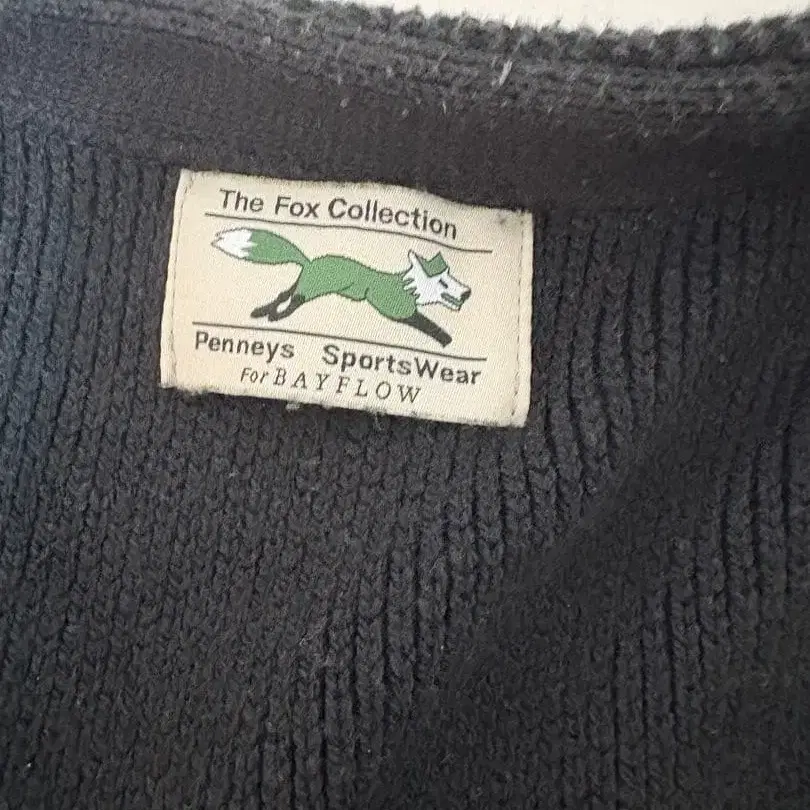 The Fox Collection
Penneys SportsWear
For BAYFLOW